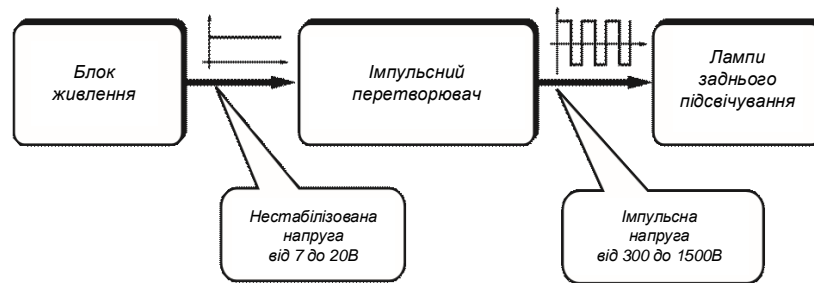 Блок
живлення
Імпульсний
перетворювач
Лампи
заднього
підсвічування
Нестабілізована
напруга
від 7 до 20В
Імпульсна
напруга
від 300 до 1500В